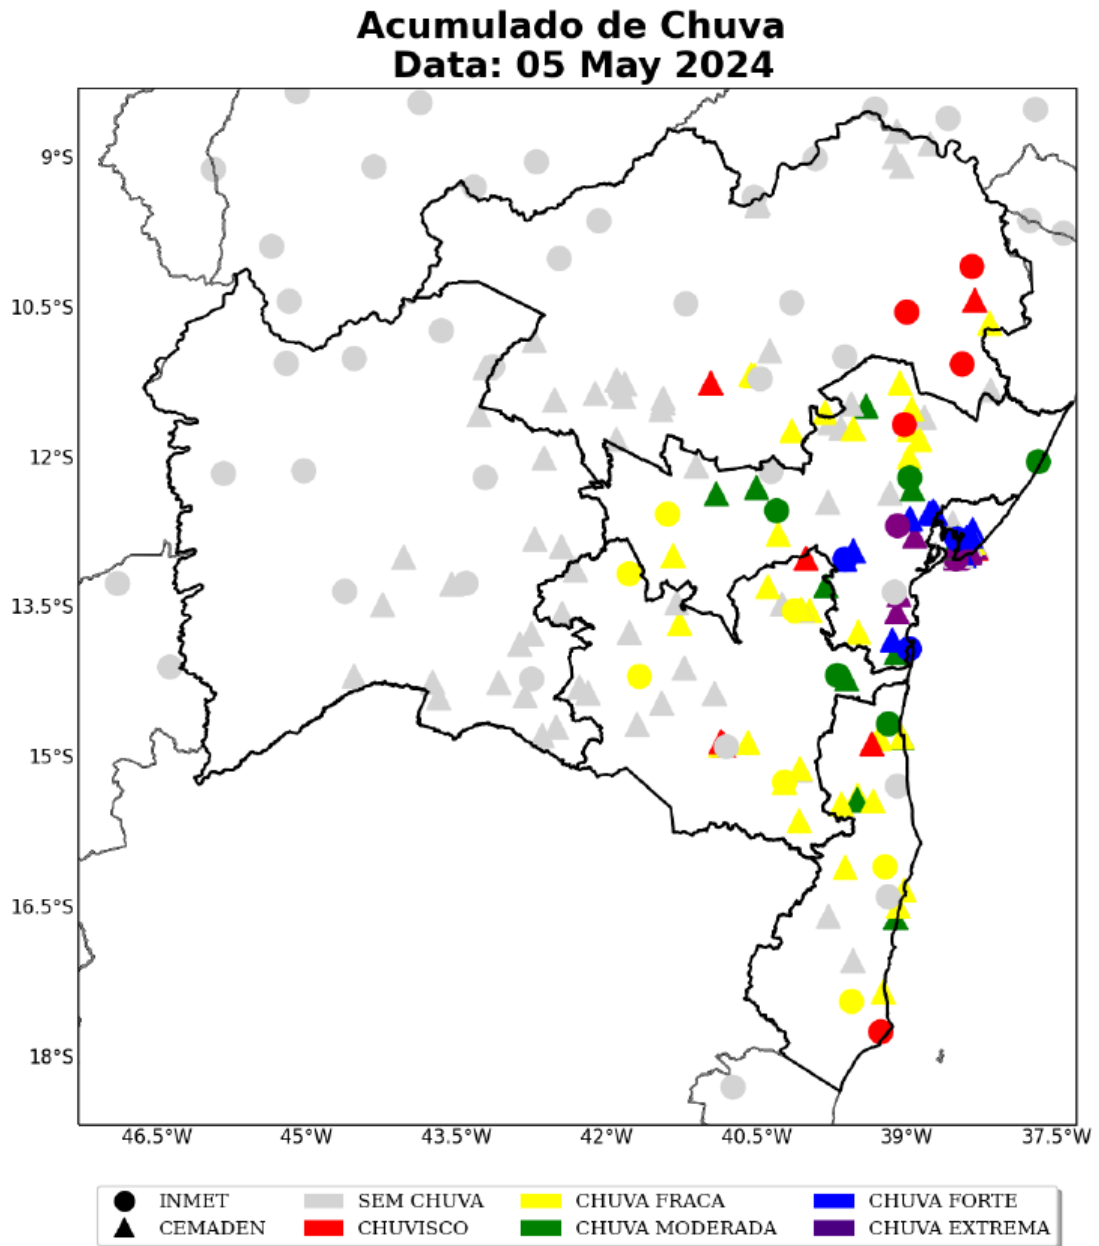 Acumulado de Chuva
Data: 05 May 2024
9°S
10.5°S
12°S
13.5°S
15°S
16.5°S
18°S
46.5°W 45°W 43.5°W 42°W 40.5°W 39°W 37.5°W
INMET SEM CHUVA CHUVA FRACA CHUVA FORTE
CEMADEN CHUVISCO CHUVA MODERADA CHUVA EXTREMA